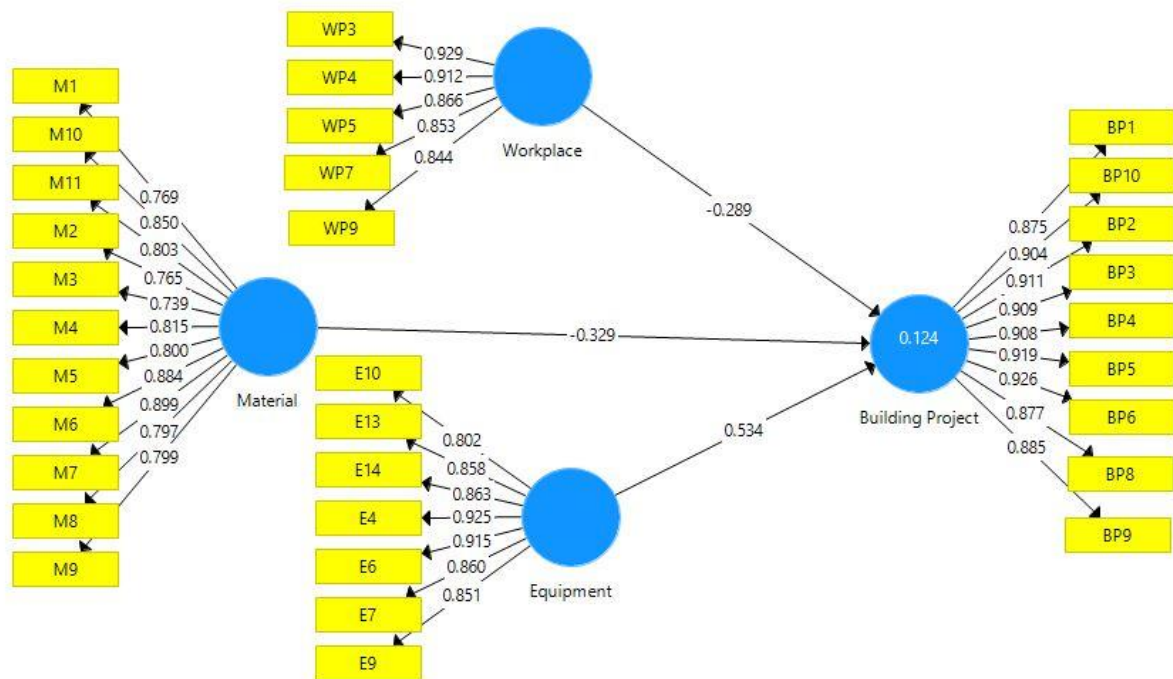 WP3
WP4
WP5
WP7
WP9
0.929
0.912
0.866
0.853
0.844
Workplace
M1
M10
M11
M2
M3
M4
M5
M6
M7
M8
M9
0.769
0.850
0.803
0.765
0.739
0.815
0.800
0.884
0.899
0.797
0.799
Material
-0.289
-0.329
0.534
E10
E13
E14
E4
E6
E7
E9
0.802
0.858
0.863
0.925
0.915
0.860
0.851
Equipment
0.124
Building Project
0.875
0.904
0.911
0.909
0.908
0.919
0.926
0.877
0.885
BP1
BP10
BP2
BP3
BP4
BP5
BP6
BP8
BP9